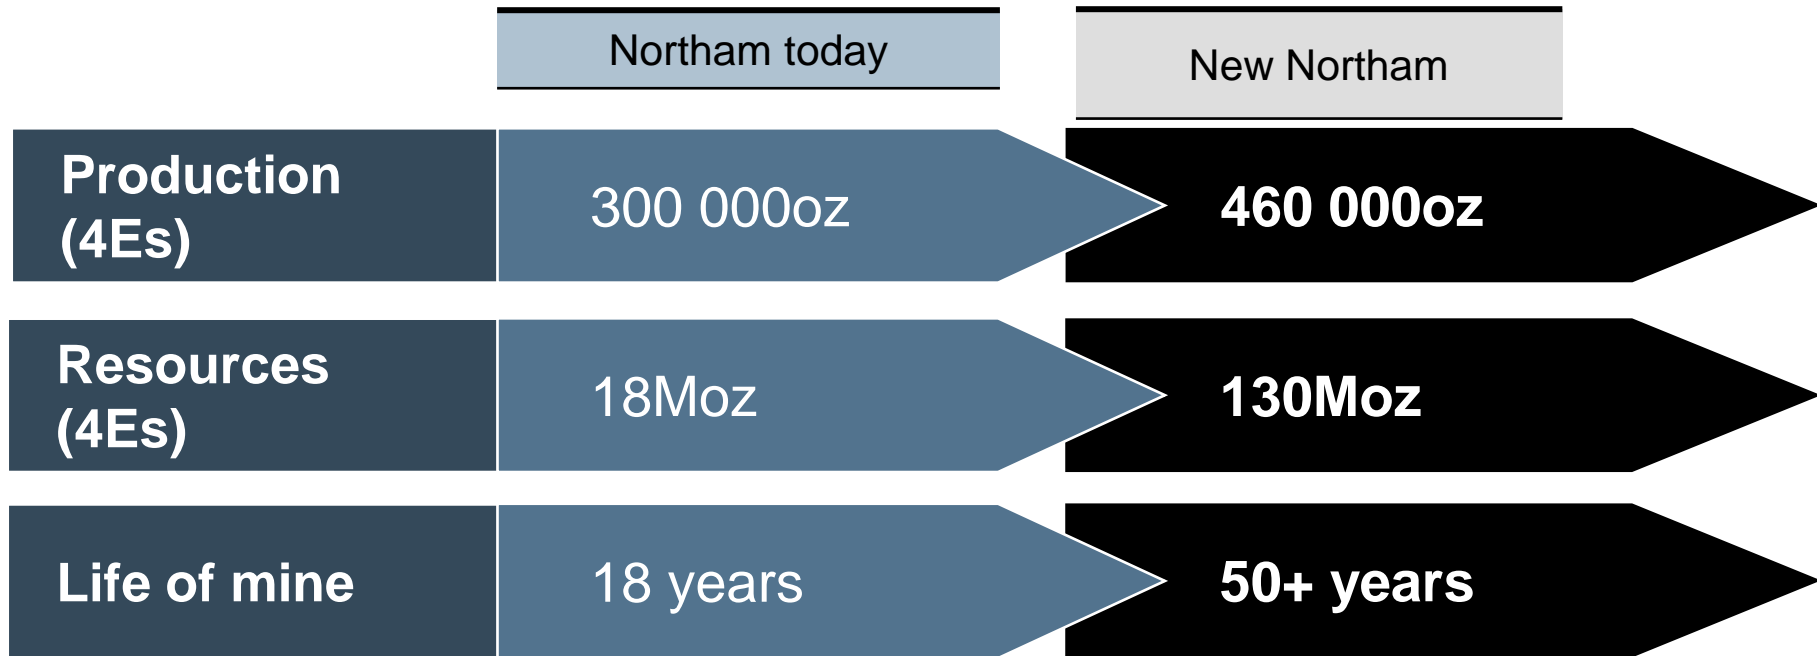 Northam today
New Northam
Production
(4Es)
300 000oz
460 000oz
Resources
(4Es)
18Moz
130Moz
Life of mine
18 years
50+ years